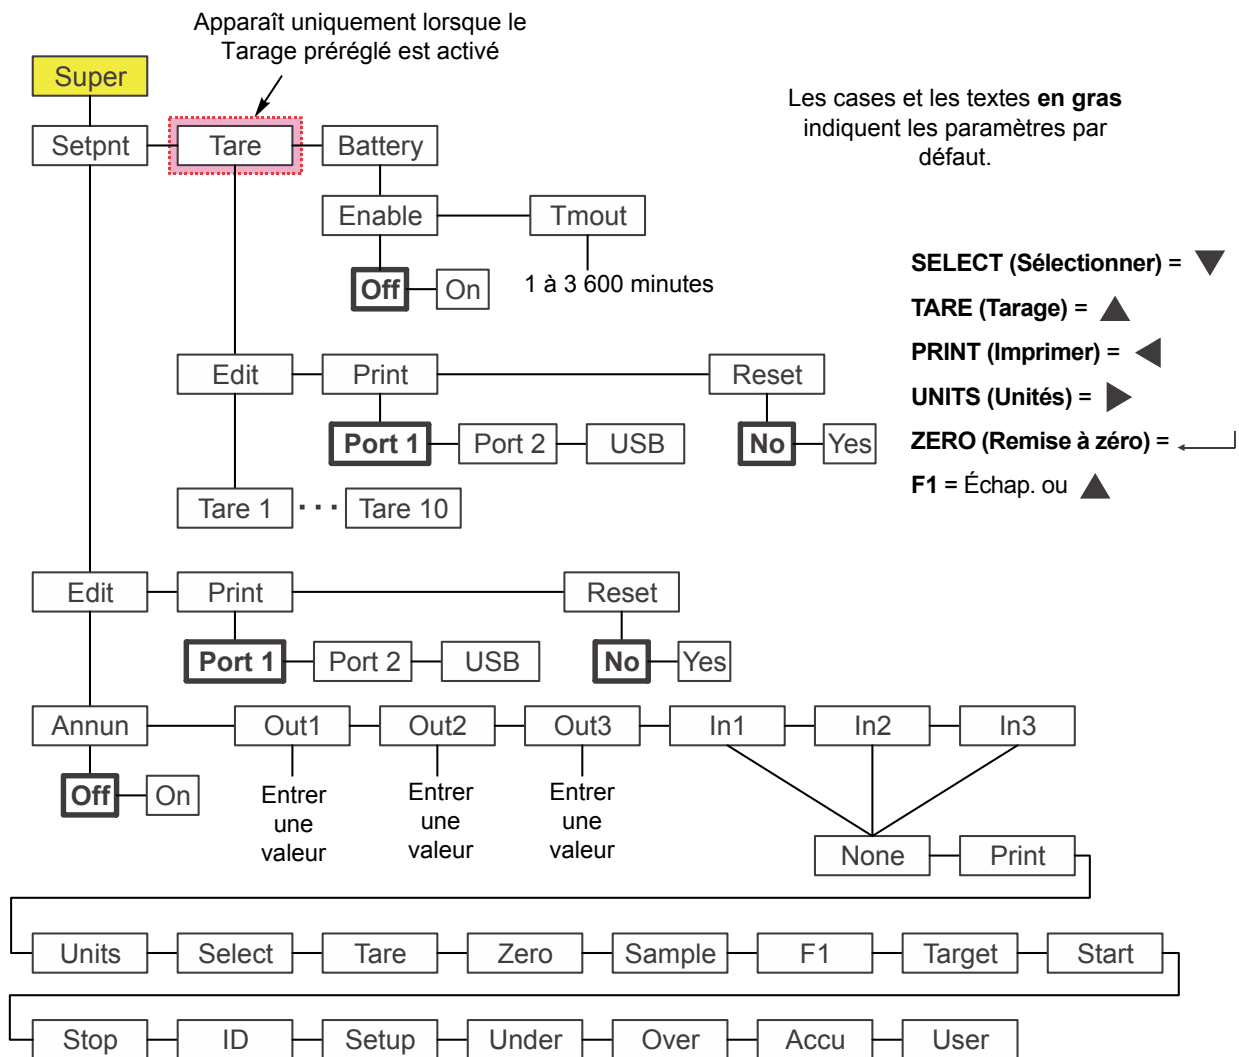 Apparaît uniquement lorsque le
Tarage préréglé est activé
Super
Les cases et les textes en gras
indiquent les paramètres par
défaut.
Setpnt Tare Battery
Enable Tmout
Off On 1 à 3 600 minutes
SELECT (Sélectionner) =
TARE (Tarage) =
PRINT (Imprimer) =
UNITS (Unités) =
ZERO (Remise à zéro) =
F1 = Échap. ou
Edit Print Reset
Port 1 Port 2 USB No Yes
Tare 1 ··· Tare 10
Edit Print Reset
Port 1 Port 2 USB No Yes
Annun Out1 Out2 Out3 In1 In2 In3
Off On
Entrer
une
valeur
Entrer
une
valeur
Entrer
une
valeur
None Print
Units Select Tare Zero Sample F1 Target Start
Stop ID Setup Under Over Accu User